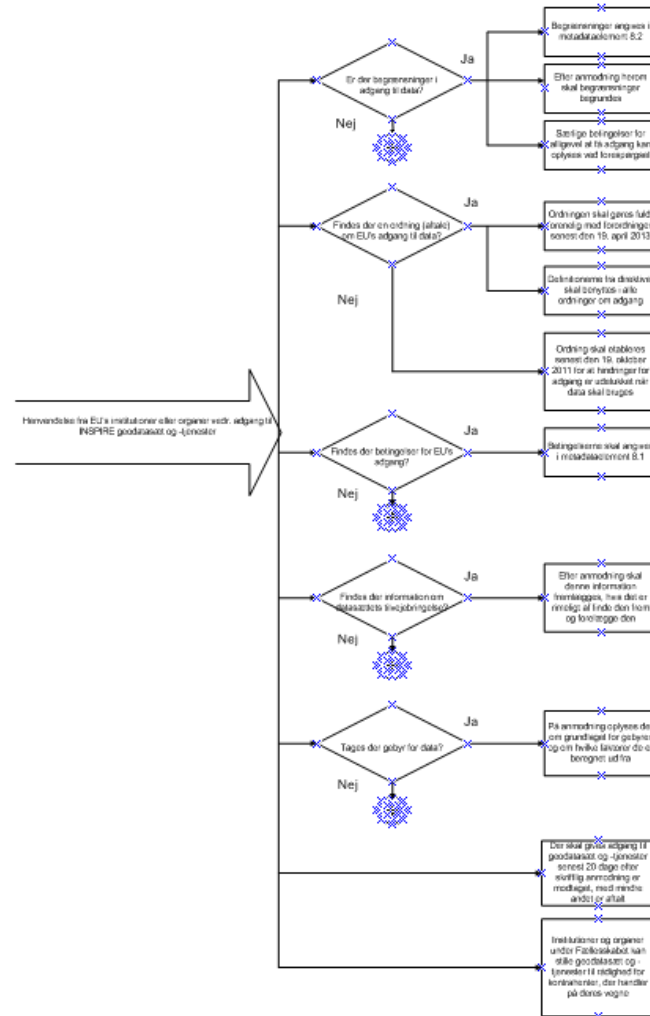 Henvendelse fra EU's institutioner eller organer vedr. adgang til
INSPIRE geodatasæt og -tjenester
Er der begrænsninger i
adgang til data?
Ja
Nej
Begrænsninger angives i
metadataelement 8.2
Efter anmodning herom
skal begrænsninger
begrundes
Særlige betingelser for
alligevel at få adgang kan
oplyses ved forespørgsel
Findes der en ordning (aftale)
om EU's adgang til data?
Ja
Nej
Ordningen skal gøres fuld
orenelig med forordninge
senest den 19. april 2013
Definitionerne fra direktive
skal benyttes i alle
ordninger om adgang
Ordning skal etableres
senest den 19. oktober
2011 for at hindringer for
adgang er udelukket når
data skal bruges
Findes der betingelser for EU's
adgang?
Ja
Nej
Betingelserne skal angives
i metadataelement 8.1
Findes der information om
datasættets tilvejebringelse?
Ja
Nej
Efter anmodning skal
denne information
fremlægges, hvis det er
rimeligt at finde den frem
og forelægge den
Tages der gebyr for data?
Ja
Nej
På anmodning oplyses de
om grundlaget for gebyre
og om hvilke faktorer de e
beregnet ud fra
Der skal gives adgang til
geodatasæt og -tjenester
senest 20 dage efter
skriftlig anmodning er
modtaget, med mindre
andet er aftalt
Institutioner og organer
under Fællesskabet kan
stille geodatasæt og -
tjenester til rådighed for
kontrahenter, der handler
på deres vegne